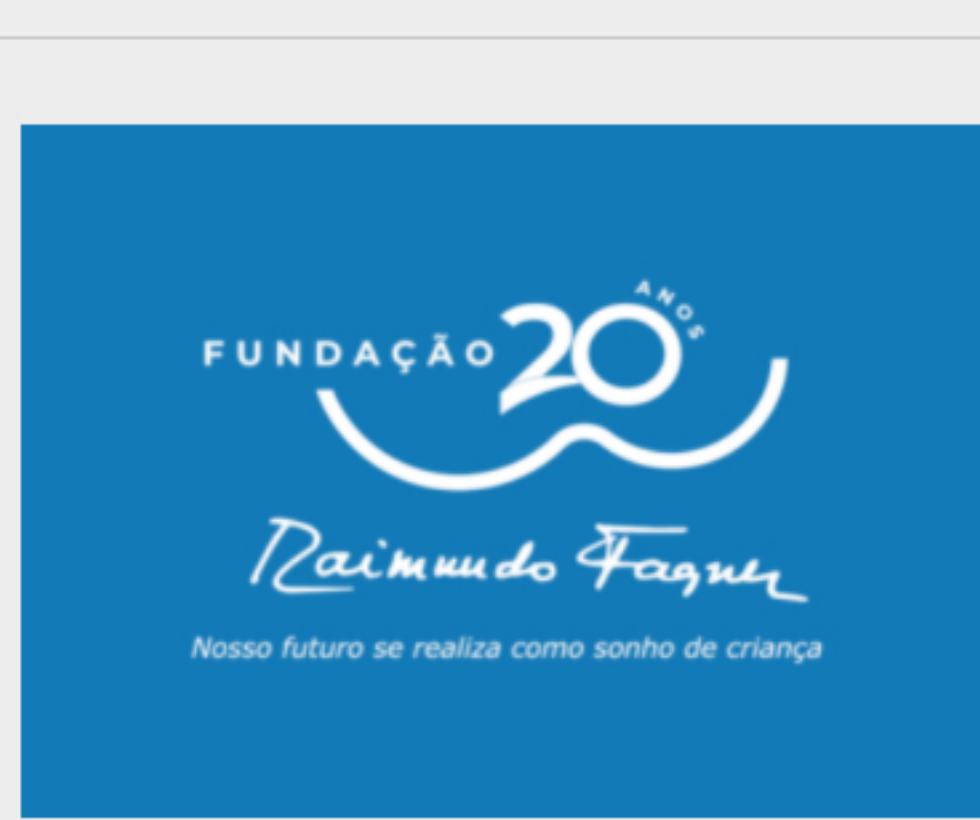 FUNDAÇÃO 20 ANOS
Raimundo Fagner
Nosso futuro se realiza como sonho de criança